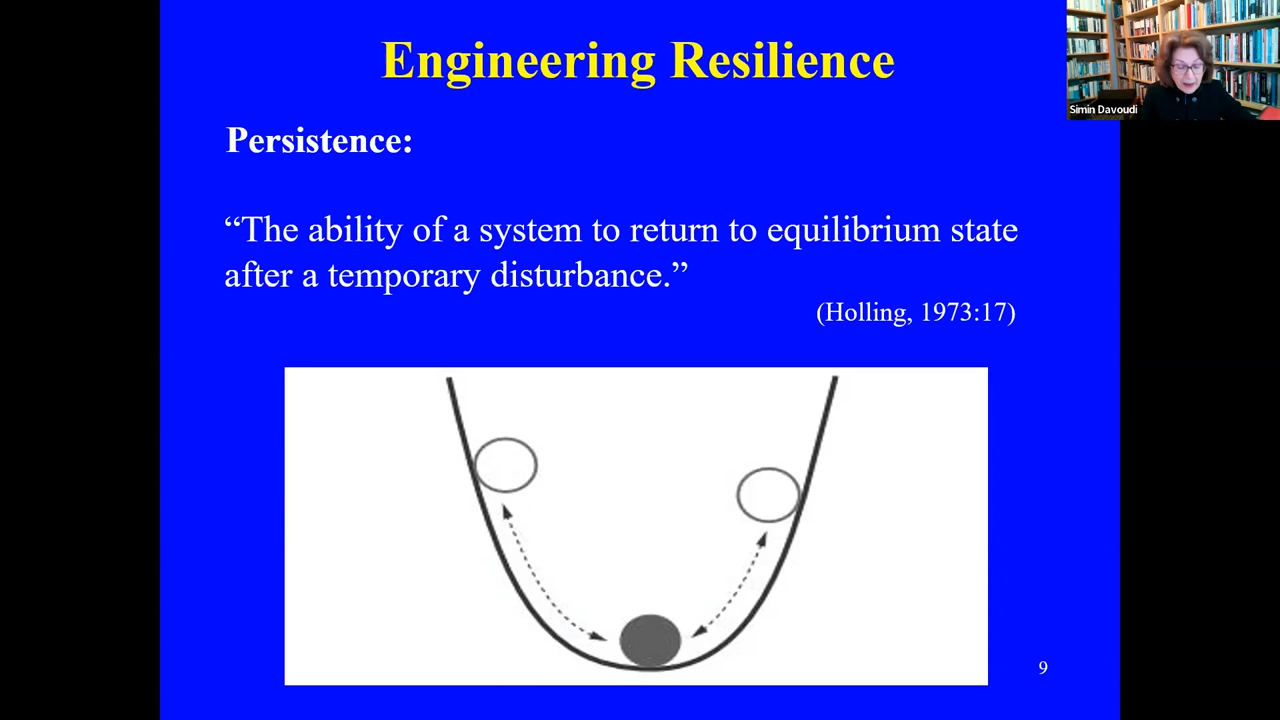 Engineering Resilience
Simin Davoudi
Persistence:
“The ability of a system to return to equilibrium state
after a temporary disturbance.”
(Holling, 1973:17)
9